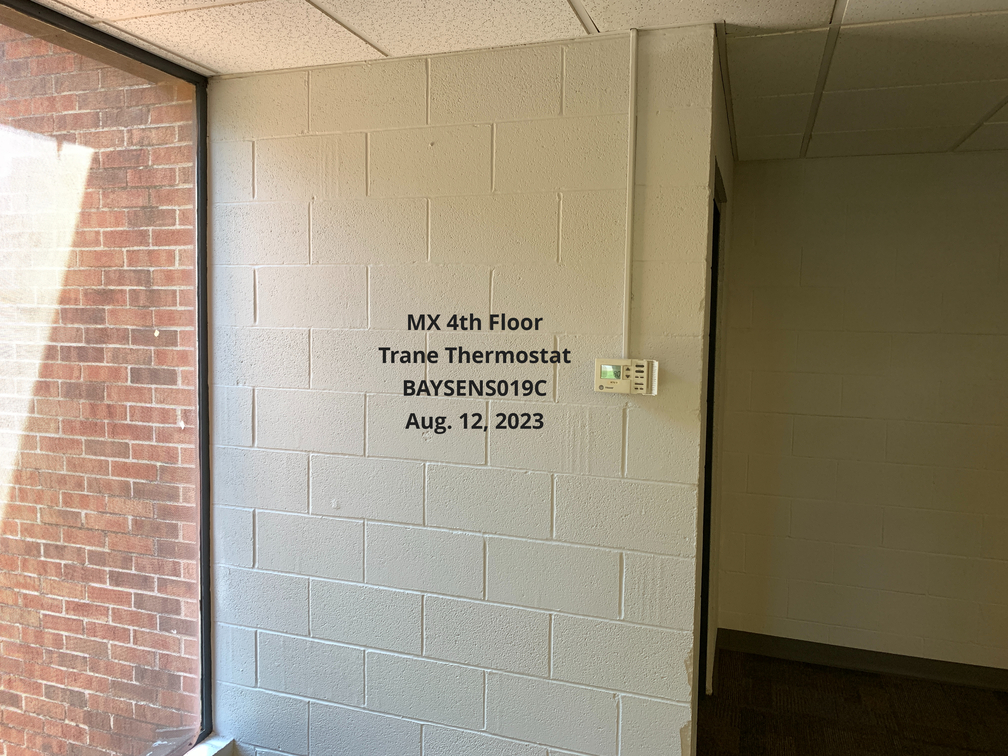 MX 4th Floor
Trane Thermostat
BAYSENS019C
Aug. 12, 2023